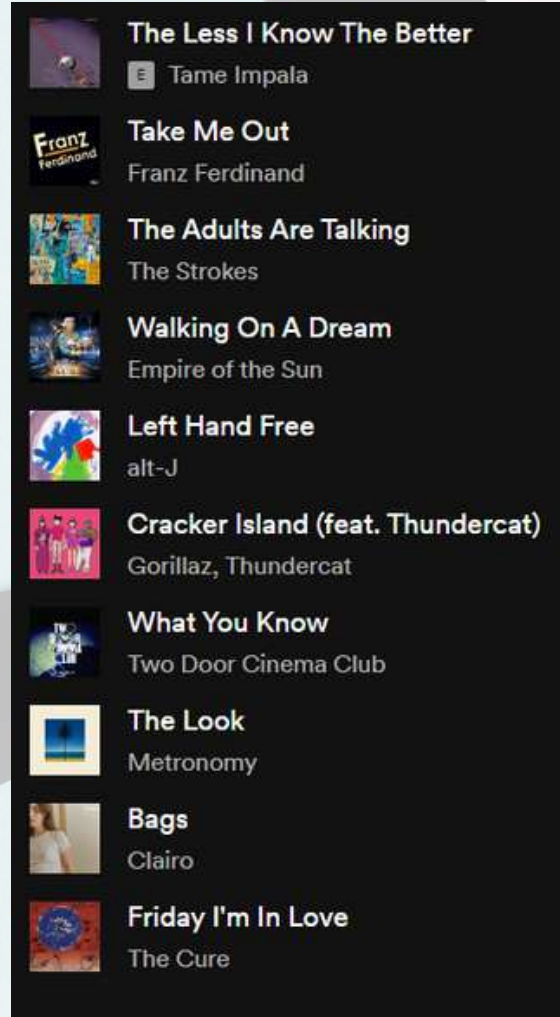 The Less I Know The Better
E Tame Impala
Franz
Ferdinand
Take Me Out
Franz Ferdinand
The Adults Are Talking
The Strokes
Walking On A Dream
Empire of the Sun
Left Hand Free
alt-J
Cracker Island (feat. Thundercat)
Gorillaz, Thundercat
What You Know
Two Door Cinema Club
The Look
Metronomy
Bags
Clairo
Friday I'm In Love
The Cure